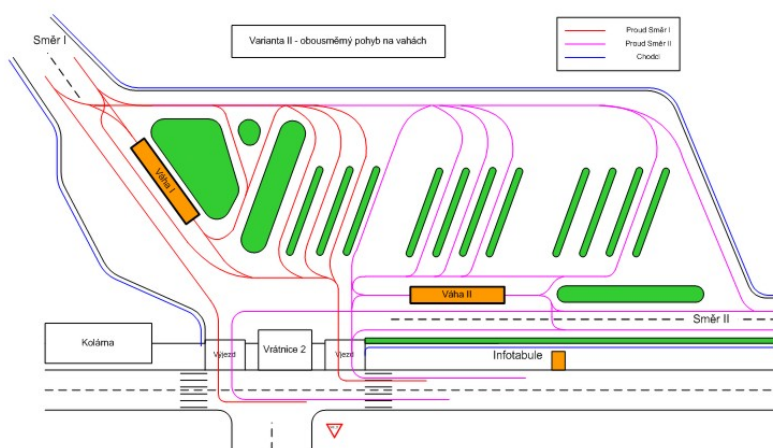 Směr I
Varianta II - obousměrný pohyb na vahách
Proud Směr I
Proud Směr II
Chodci
Váha I
Váha II
Směr II
Kolárna
Výjezd
Vrátnice 2
Vjezd
Infotabule